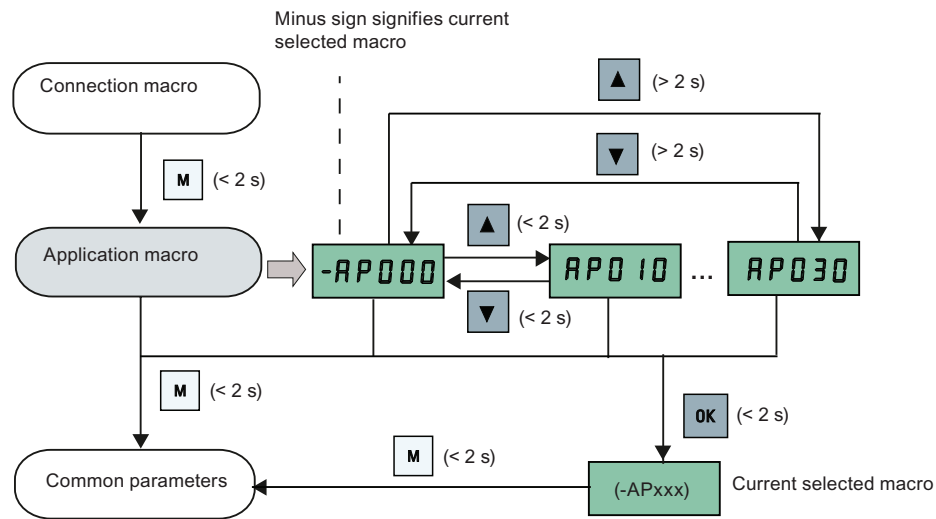 Minus sign signifies current
selected macro
Connection macro
▲ (> 2 s)
▼ (> 2 s)
M (< 2 s)
▲ (< 2 s)
Application macro
-AP000
AP010
...
AP030
▼ (< 2 s)
M (< 2 s)
OK (< 2 s)
M (< 2 s)
Common parameters
(-APxxx)
Current selected macro